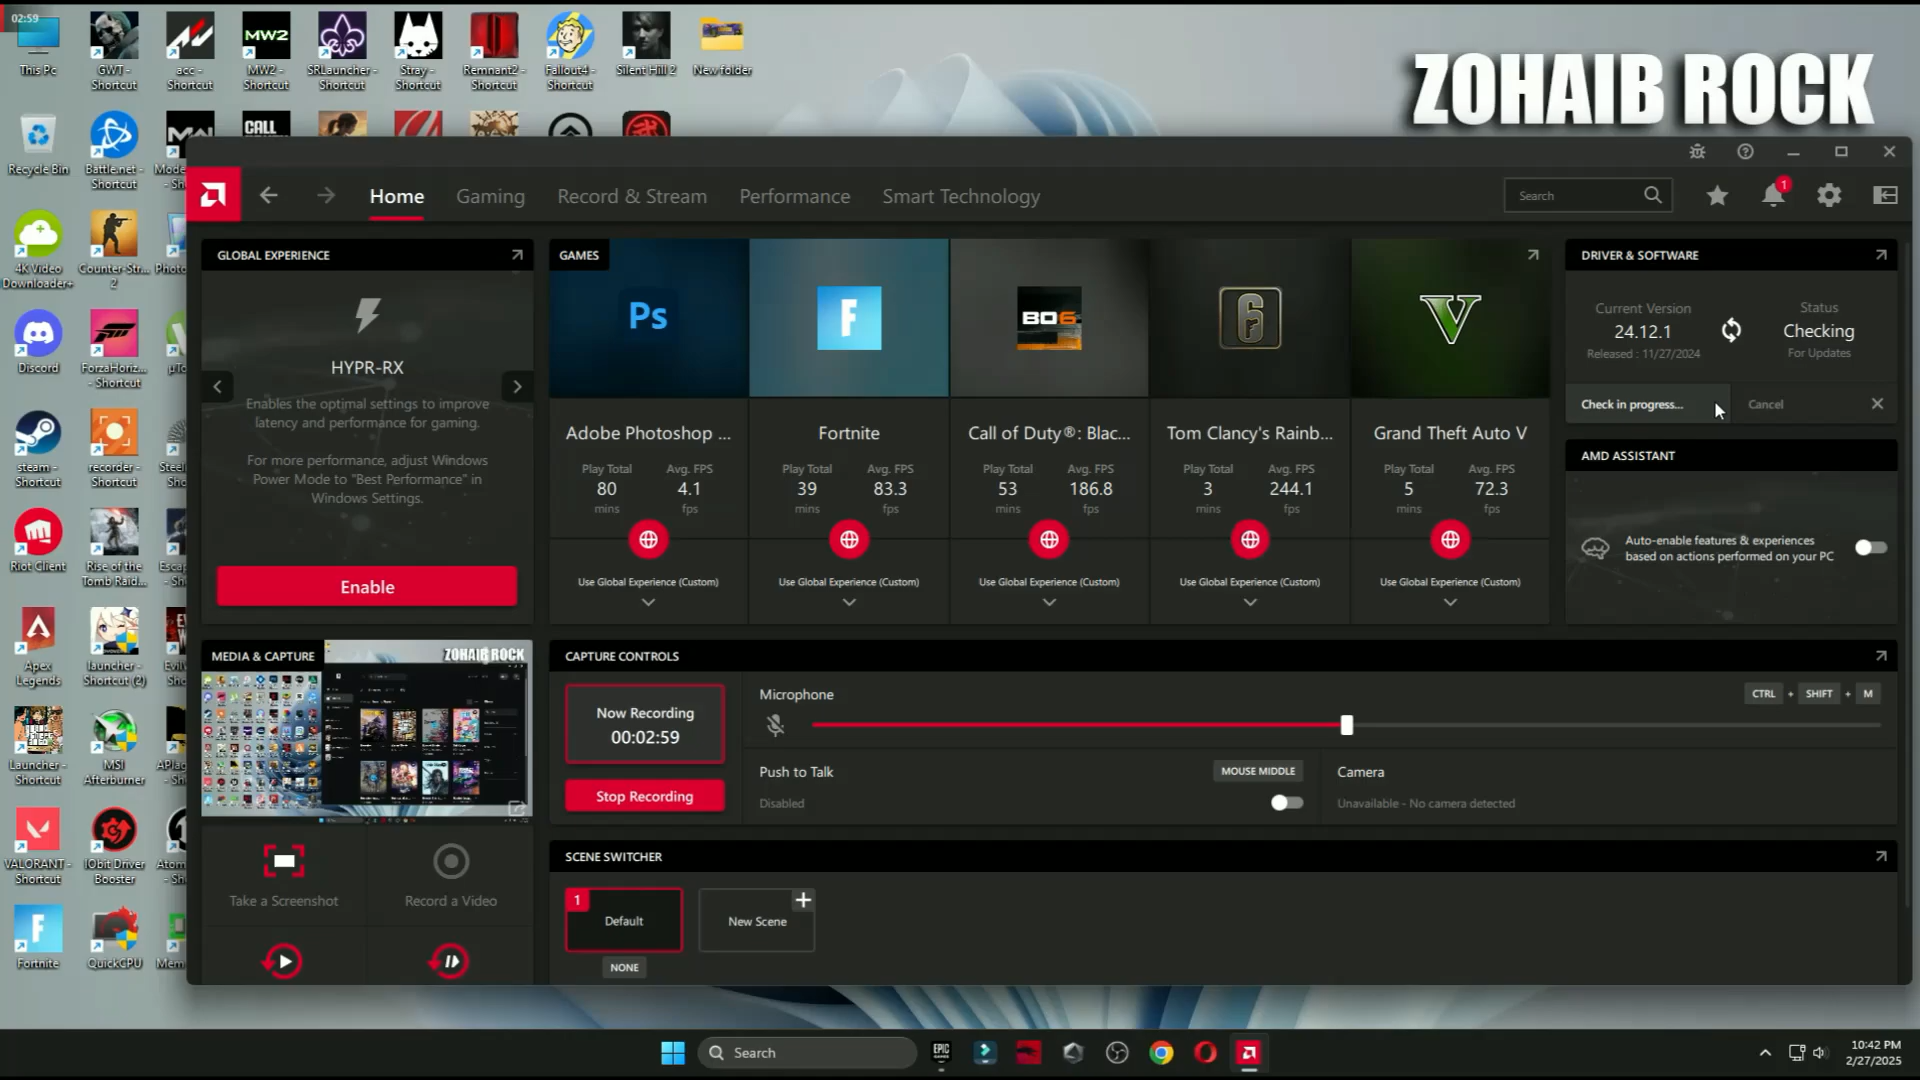 02:59
This Pc
GWT -
Shortcut
acc -
Shortcut
MW2
MW2 -
Shortcut
SRLauncher -
Shortcut
Stray -
Shortcut
Remnant2 -
Shortcut
Fallout4 -
Shortcut
Silent Hill 2
New folder
ZOHAIB ROCK
Recycle Bin
Battle.net -
Shortcut
CALL
4K Video
Downloader+
Counter-Str...
2
Discord
ForzaHoriz...
- Shortcut
steam -
Shortcut
recorder -
Shortcut
Riot Client
Rise of the
Tomb Raid...
Apex
Legends
launcher -
Shortcut (2)
Launcher -
Shortcut
MSI
Afterburner
VALORANT -
Shortcut
IObit Driver
Booster
Fortnite
QuickCPU
Home
Gaming
Record & Stream
Performance
Smart Technology
Search
1
GLOBAL EXPERIENCE
HYPR-RX
Enables the optimal settings to improve
latency and performance for gaming.
For more performance, adjust Windows
Power Mode to "Best Performance" in
Windows Settings.
Enable
GAMES
Ps
F
BO6
6
V
Adobe Photoshop ...
Fortnite
Call of Duty®: Blac...
Tom Clancy's Rainb...
Grand Theft Auto V
Play Total
Avg. FPS
80
4.1
mins
fps
Play Total
Avg. FPS
39
83.3
mins
fps
Play Total
Avg. FPS
53
186.8
mins
fps
Play Total
Avg. FPS
3
244.1
mins
fps
Play Total
Avg. FPS
5
72.3
mins
fps
Use Global Experience (Custom)
Use Global Experience (Custom)
Use Global Experience (Custom)
Use Global Experience (Custom)
Use Global Experience (Custom)
DRIVER & SOFTWARE
Current Version
24.12.1
Released : 11/27/2024
Status
Checking
For Updates
Check in progress...
Cancel
AMD ASSISTANT
Auto-enable features & experiences
based on actions performed on your PC
MEDIA & CAPTURE
ZOHAIB ROCK
Take a Screenshot
Record a Video
CAPTURE CONTROLS
Now Recording
00:02:59
Stop Recording
Microphone
CTRL + SHIFT + M
Push to Talk
Disabled
MOUSE MIDDLE
Camera
Unavailable - No camera detected
SCENE SWITCHER
1
Default
NONE
New Scene
Search
EPIC
GAMES
10:42 PM
2/27/2025